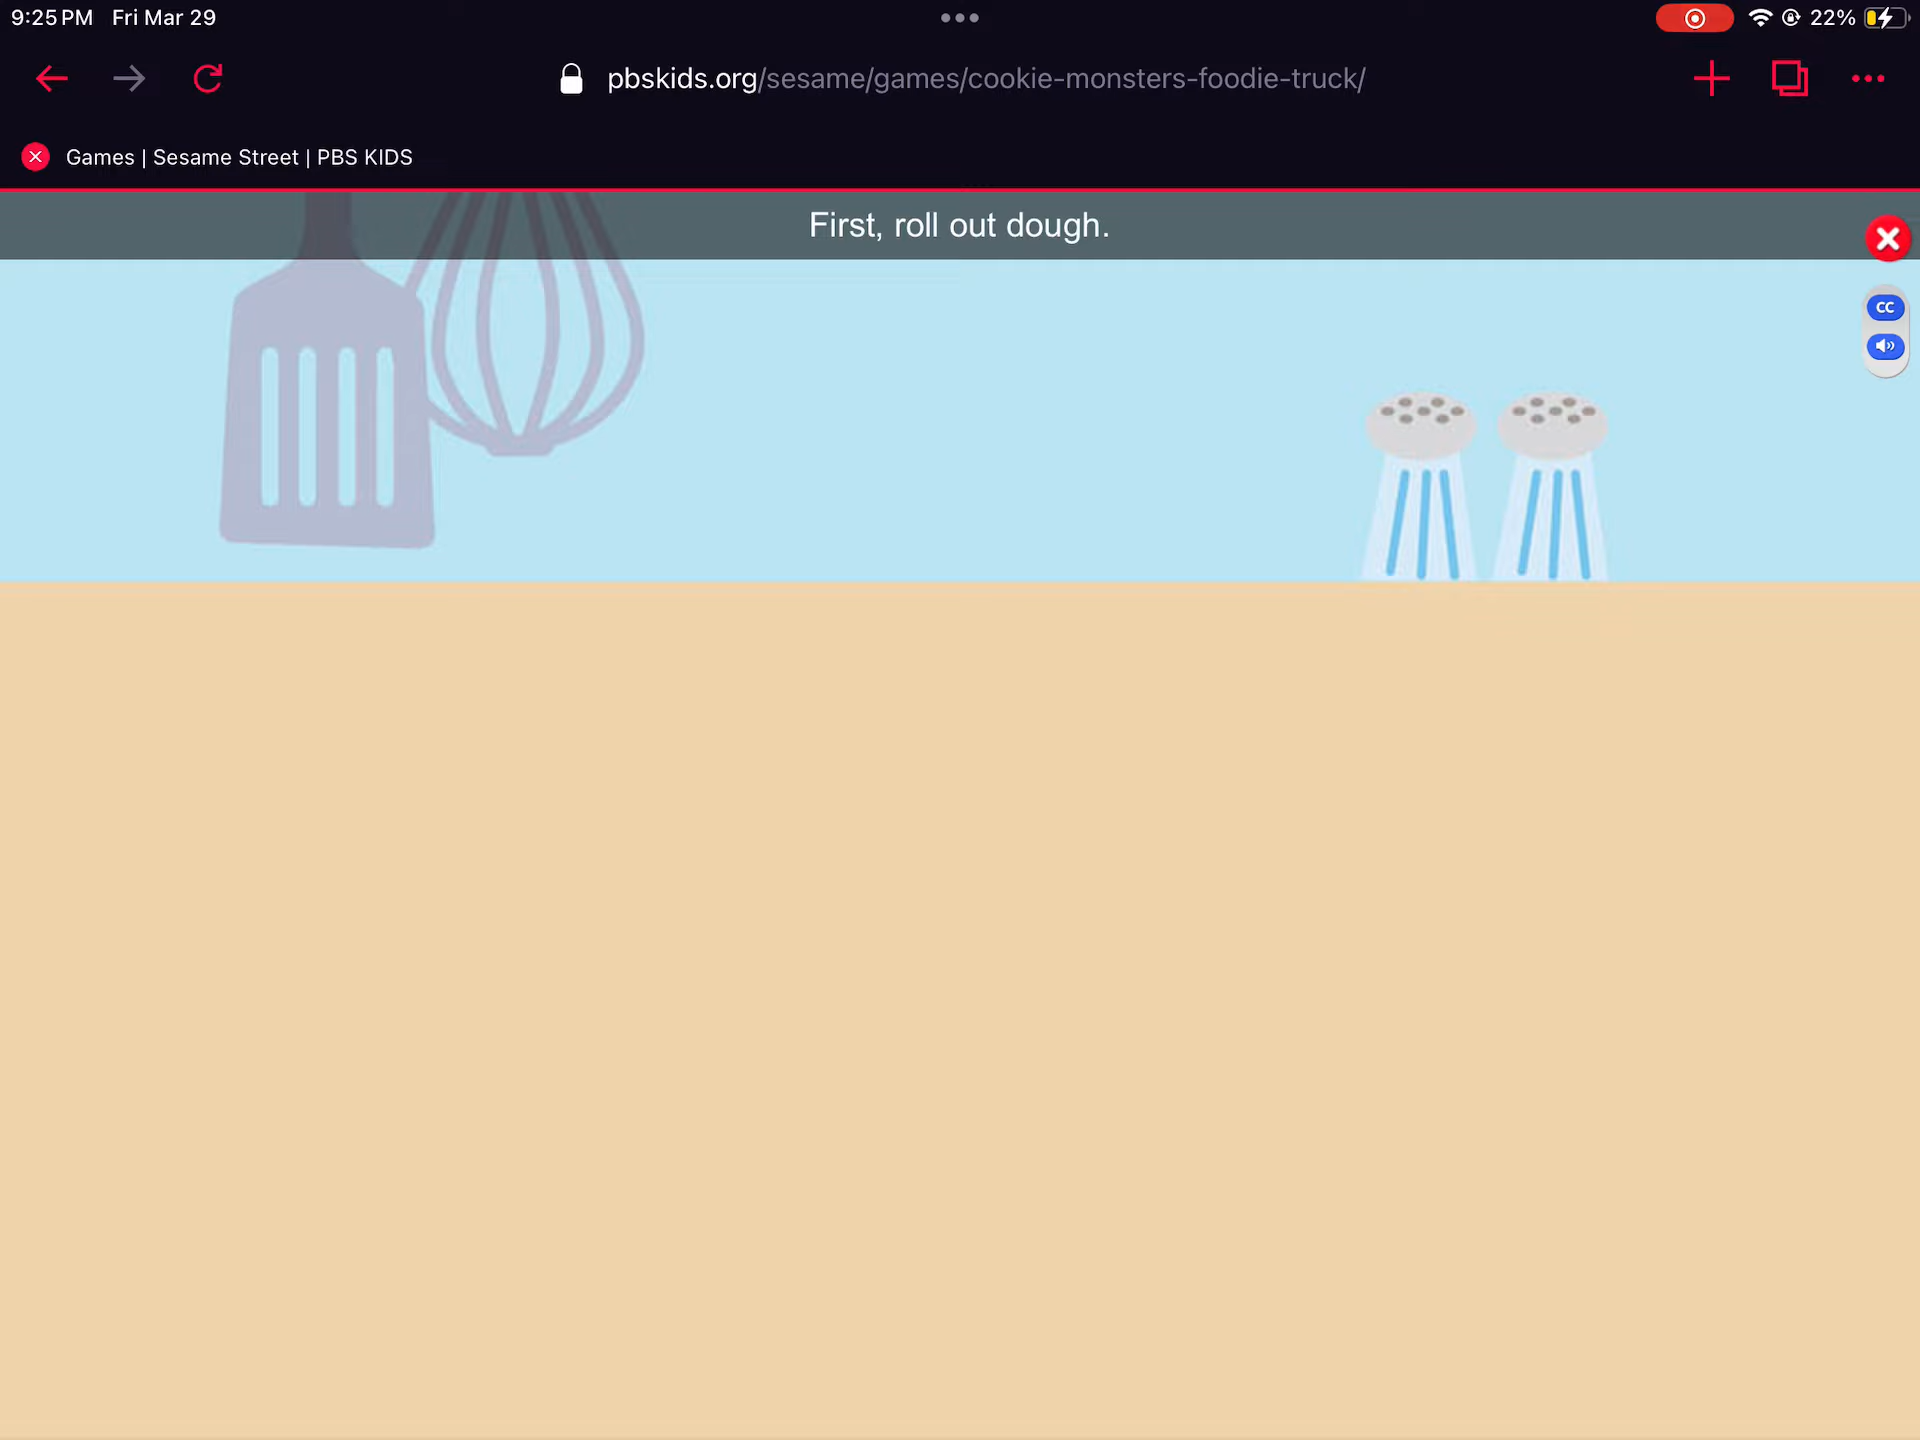 9:25 PM Fri Mar 29
22%
pbskids.org/sesame/games/cookie-monsters-foodie-truck/
Games | Sesame Street | PBS KIDS
First, roll out dough.
CC